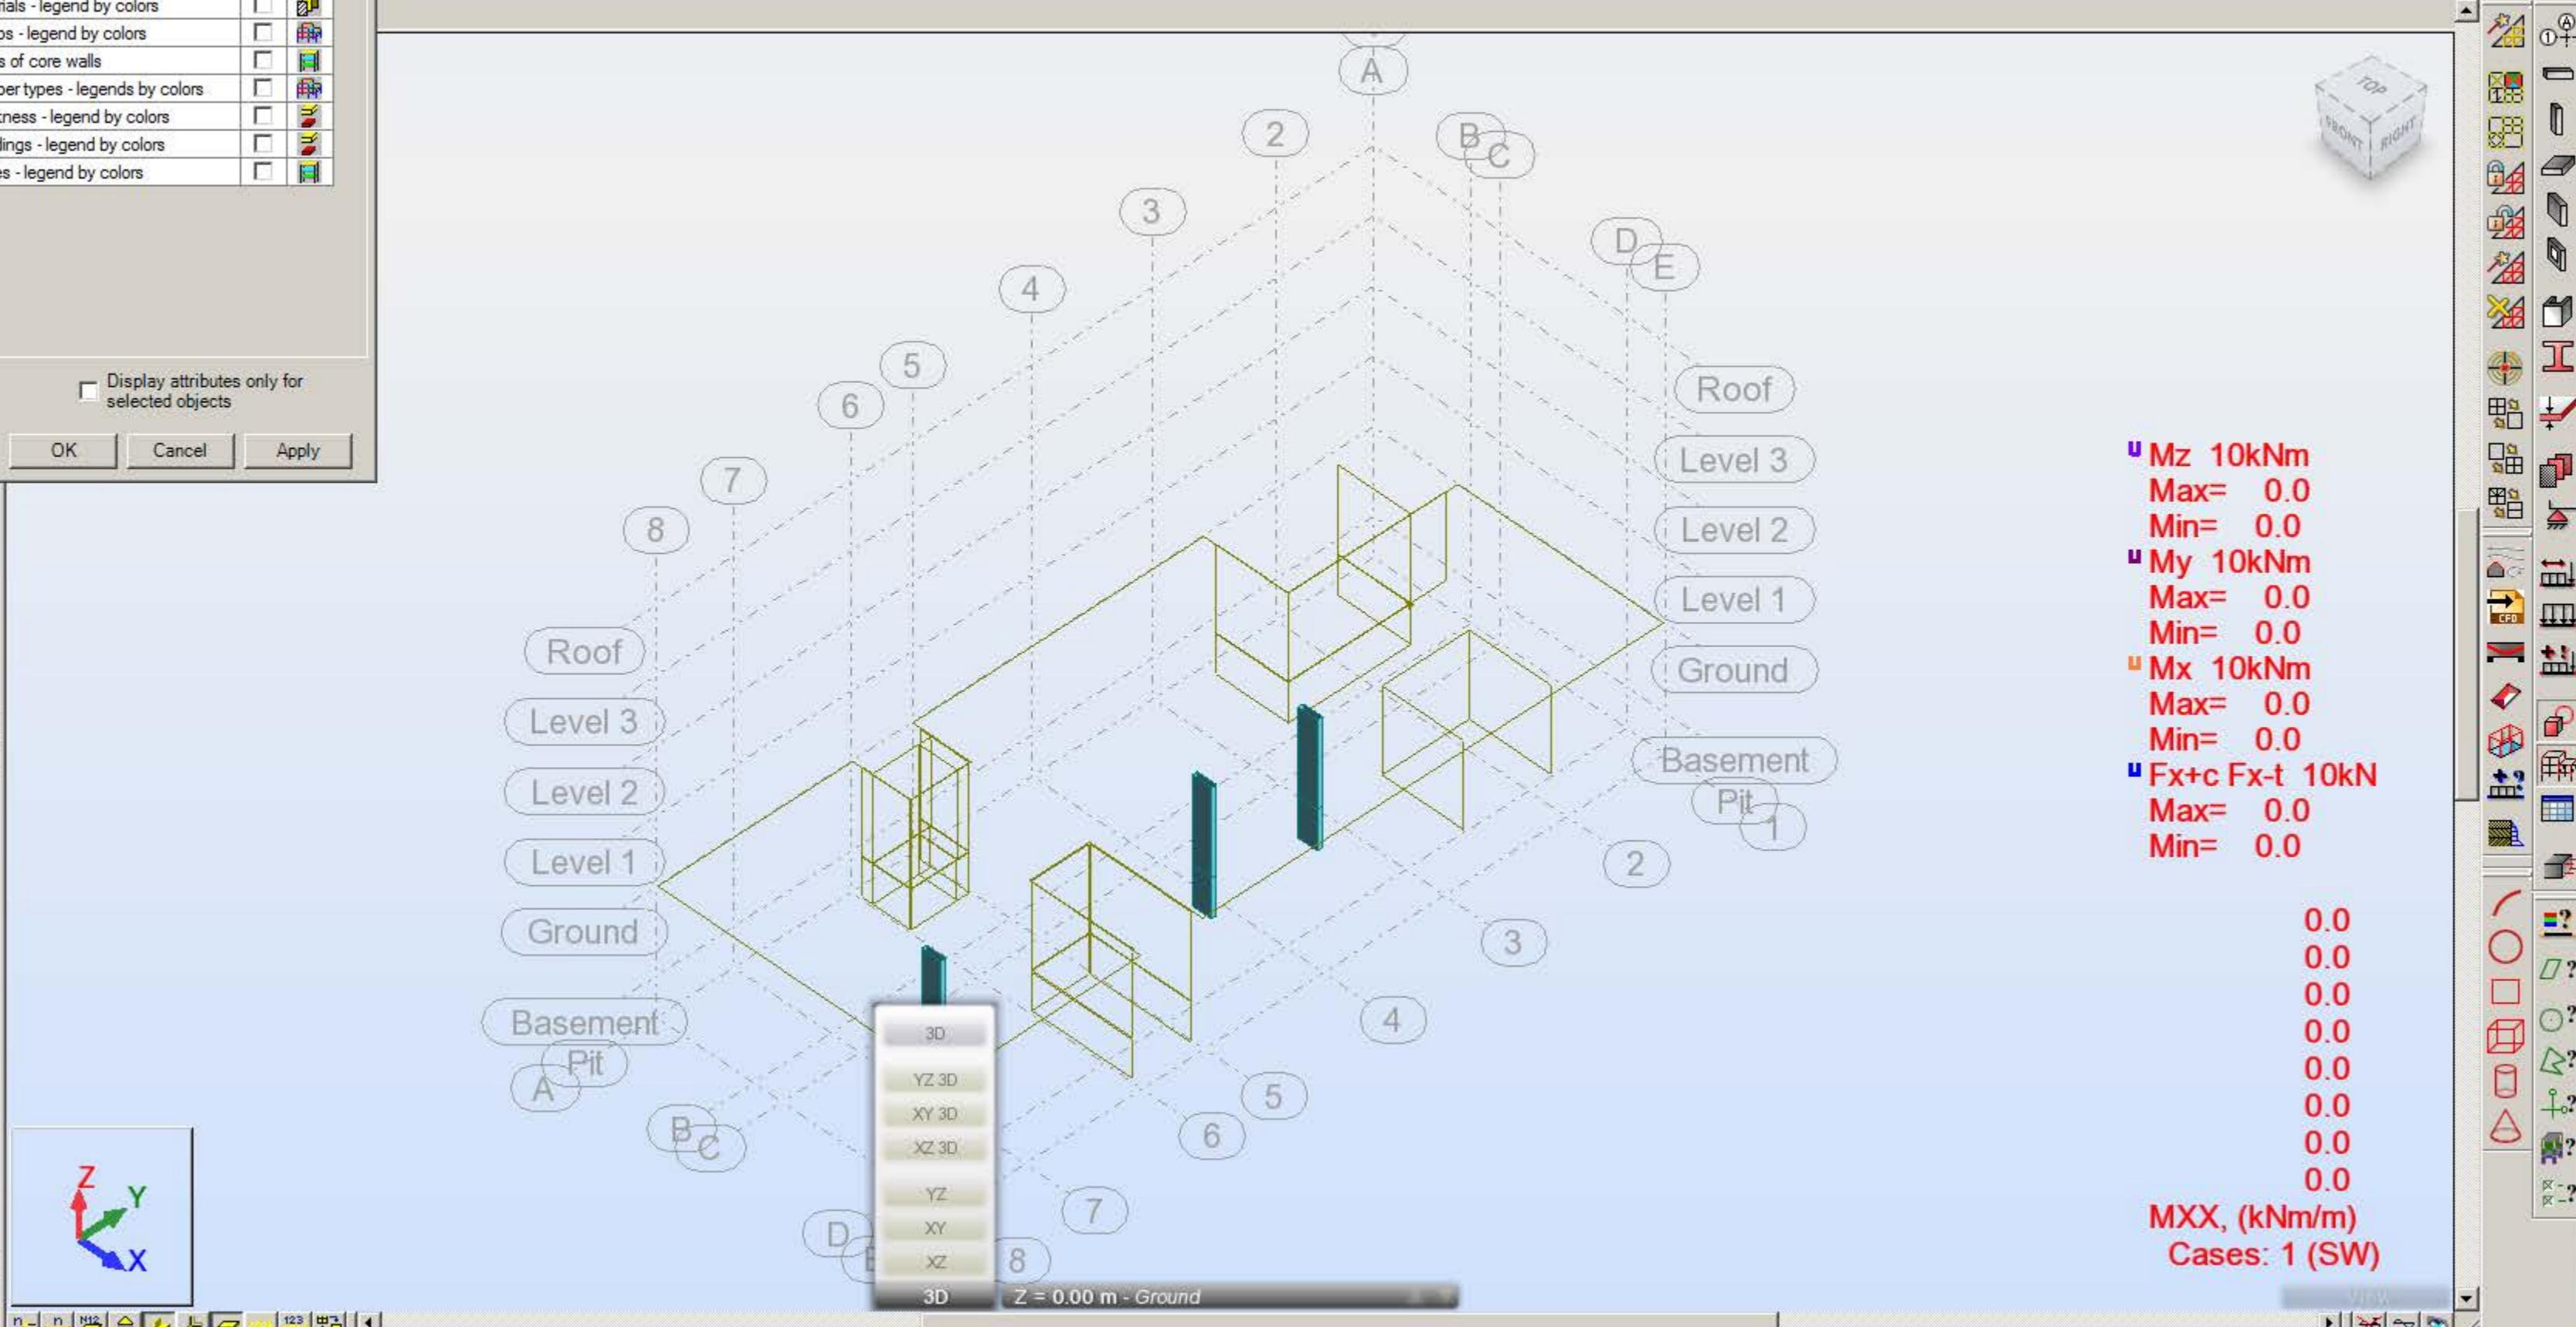 ials - legend by colors
os - legend by colors
s of core walls
per types - legends by colors
kness - legend by colors
dings - legend by colors
es - legend by colors
Display attributes only for
selected objects
OK Cancel Apply
A
2
B
C
3
D
E
4
5
6
7
8
TOP
FRONT
RIGHT
Roof
Level 3
Level 2
Level 1
Ground
Basement
Pit
1
2
3
4
5
6
7
8
Roof
Level 3
Level 2
Level 1
Ground
Basement
Pit
A
B
C
D
E
Mz 10kNm
Max= 0.0
Min= 0.0
My 10kNm
Max= 0.0
Min= 0.0
Mx 10kNm
Max= 0.0
Min= 0.0
Fx+c Fx-t 10kN
Max= 0.0
Min= 0.0
0.0
0.0
0.0
0.0
0.0
0.0
0.0
0.0
MXX, (kNm/m)
Cases: 1 (SW)
3D
YZ 3D
XY 3D
XZ 3D
YZ
XY
XZ
3D
Z = 0.00 m - Ground
View
Z
Y
X
CFD
123